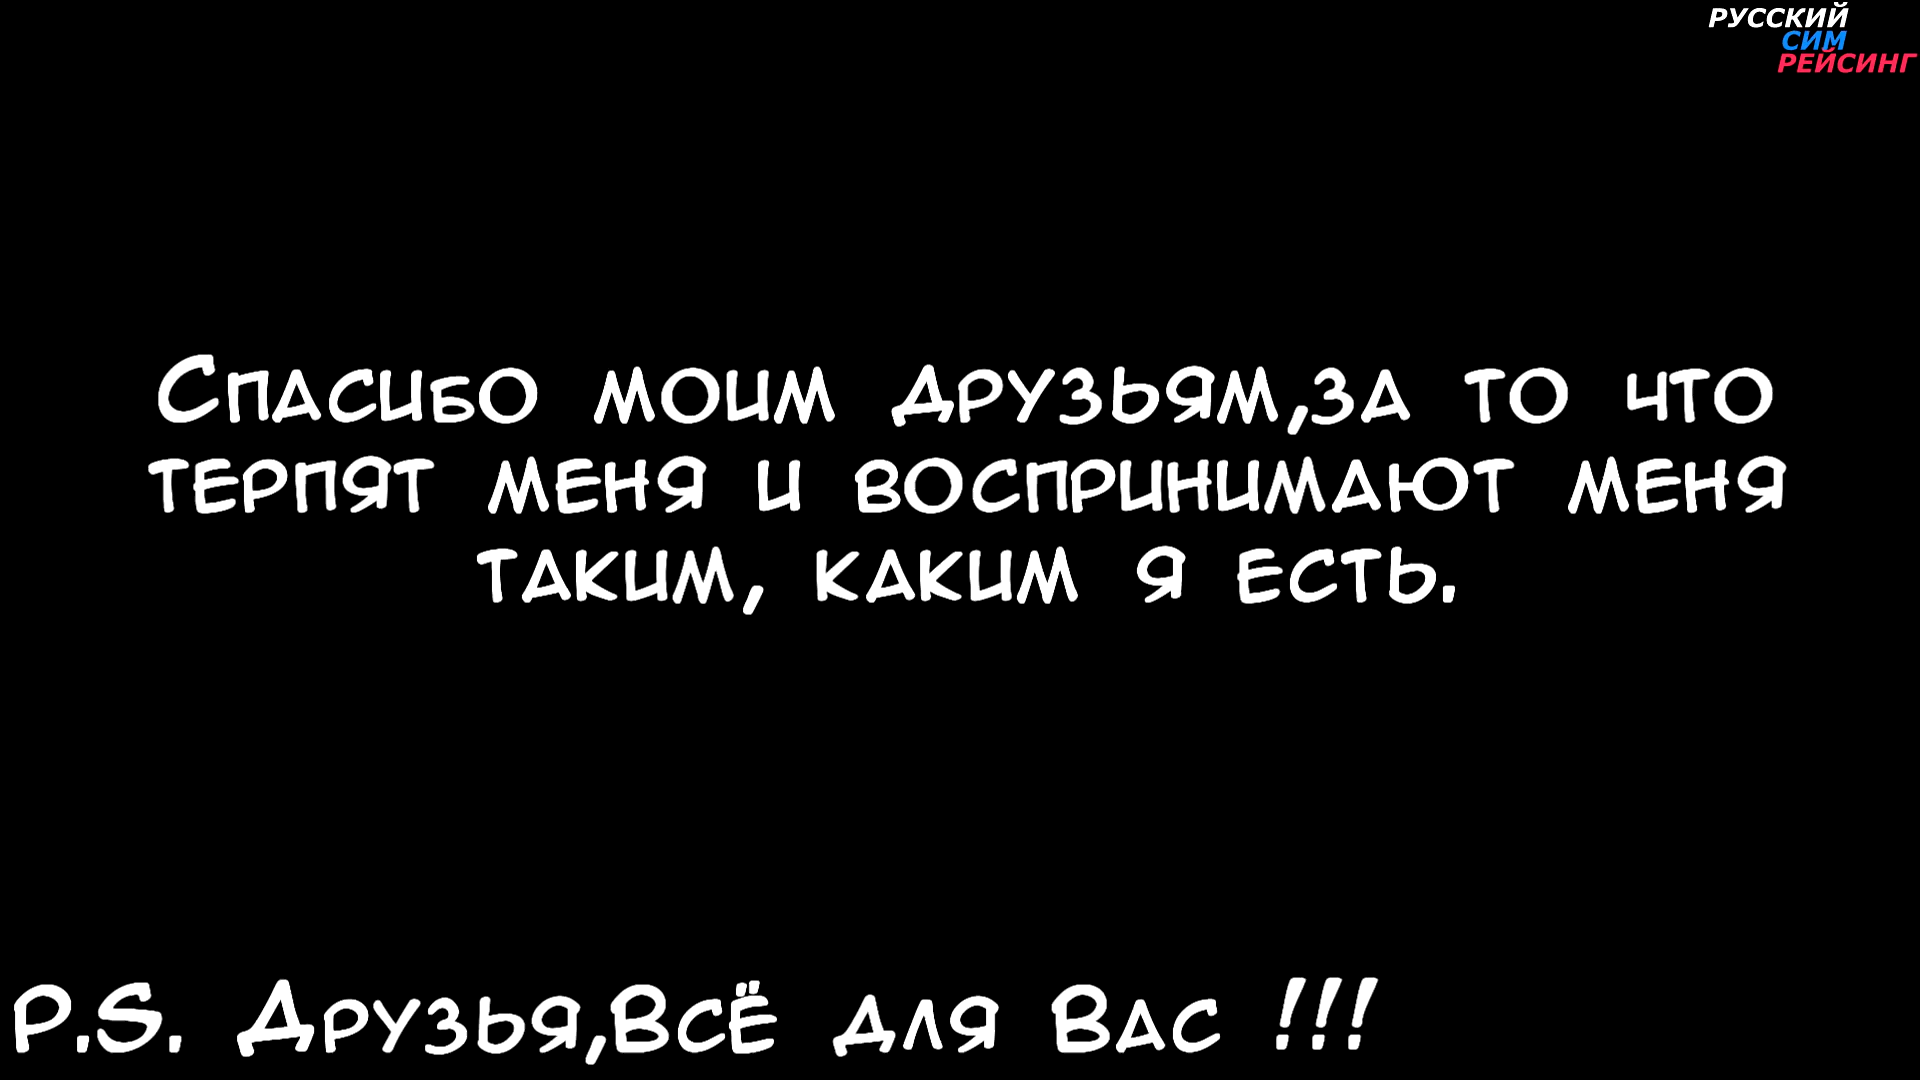 РУССКИЙ
СИМ
РЕЙСИНГ
Спасибо моим друзьям,за то что
терпят меня и воспринимают меня
таким, каким я есть.
P.S. Друзья,Всё для Вас !!!